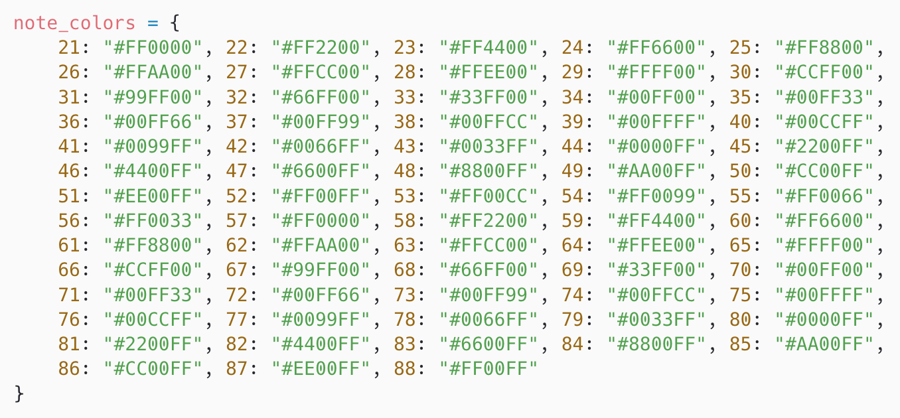 note_colors = {
    21: "#FF0000", 22: "#FF2200", 23: "#FF4400", 24: "#FF6600", 25: "#FF8800",
    26: "#FFAA00", 27: "#FFCC00", 28: "#FFEE00", 29: "#FFFF00", 30: "#CCFF00",
    31: "#99FF00", 32: "#66FF00", 33: "#33FF00", 34: "#00FF00", 35: "#00FF33",
    36: "#00FF66", 37: "#00FF99", 38: "#00FFCC", 39: "#00FFFF", 40: "#00CCFF",
    41: "#0099FF", 42: "#0066FF", 43: "#0033FF", 44: "#0000FF", 45: "#2200FF",
    46: "#4400FF", 47: "#6600FF", 48: "#8800FF", 49: "#AA00FF", 50: "#CC00FF",
    51: "#EE00FF", 52: "#FF00FF", 53: "#FF00CC", 54: "#FF0099", 55: "#FF0066",
    56: "#FF0033", 57: "#FF0000", 58: "#FF2200", 59: "#FF4400", 60: "#FF6600",
    61: "#FF8800", 62: "#FFAA00", 63: "#FFCC00", 64: "#FFEE00", 65: "#FFFF00",
    66: "#CCFF00", 67: "#99FF00", 68: "#66FF00", 69: "#33FF00", 70: "#00FF00",
    71: "#00FF33", 72: "#00FF66", 73: "#00FF99", 74: "#00FFCC", 75: "#00FFFF",
    76: "#00CCFF", 77: "#0099FF", 78: "#0066FF", 79: "#0033FF", 80: "#0000FF",
    81: "#2200FF", 82: "#4400FF", 83: "#6600FF", 84: "#8800FF", 85: "#AA00FF",
    86: "#CC00FF", 87: "#EE00FF", 88: "#FF00FF"
}